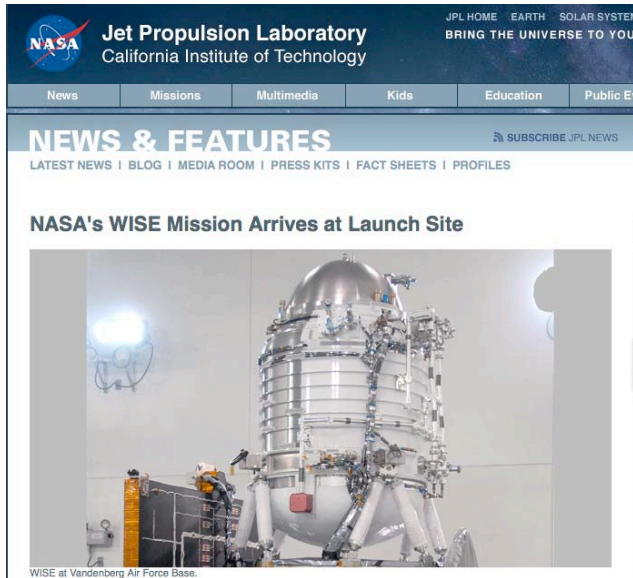 NASA
Jet Propulsion Laboratory
California Institute of Technology
JPL HOME EARTH SOLAR SYSTEM
BRING THE UNIVERSE TO YOU
News Missions Multimedia Kids Education Public
NEWS & FEATURES
SUBSCRIBE JPL NEWS
LATEST NEWS | BLOG | MEDIA ROOM | PRESS KITS | FACT SHEETS | PROFILES
NASA's WISE Mission Arrives at Launch Site
WISE at Vandenberg Air Force Base.